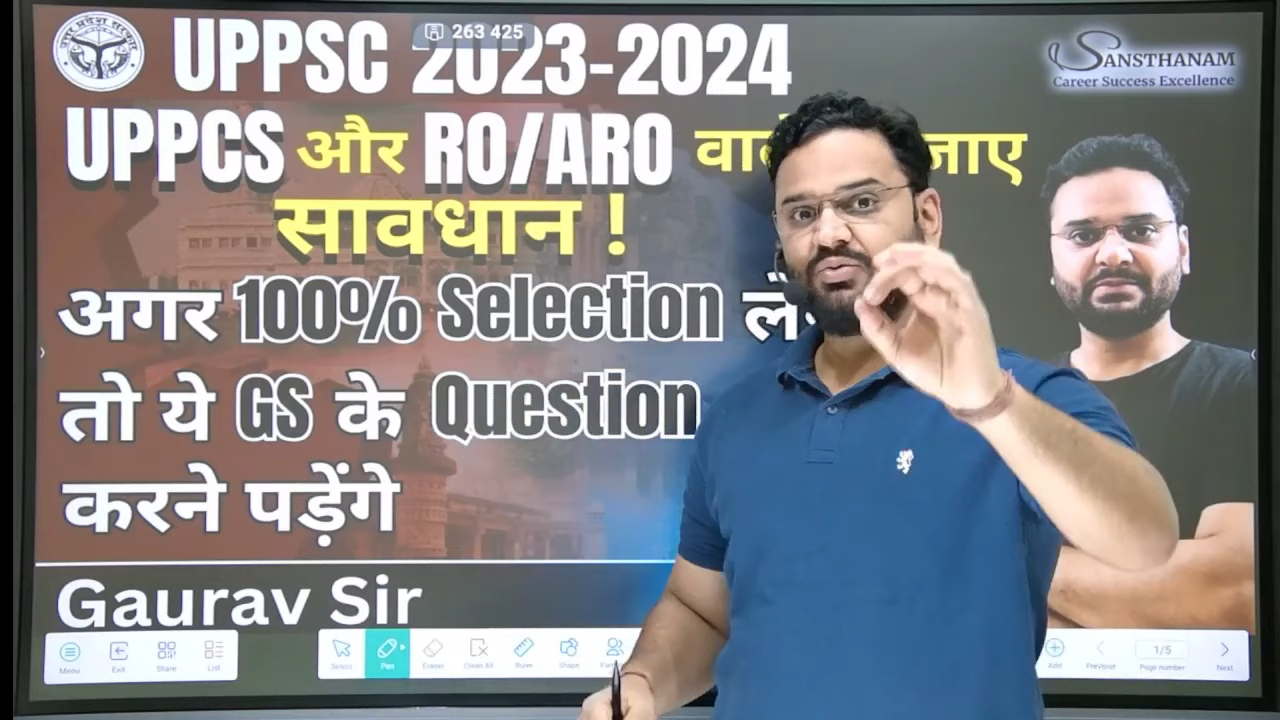 263 425
UPPSC 2023-2024
SANSTHANAM
Career Success Excellence
UPPCS और RO/ARO जाए
सावधान !
अगर 100% Selection
तो ये GS के Question
करने पड़ेंगे
Gaurav Sir
Menu Exit Share List Select Pen Eraser Clean All Ruler Shape Add Previous 1/5 Page number Next